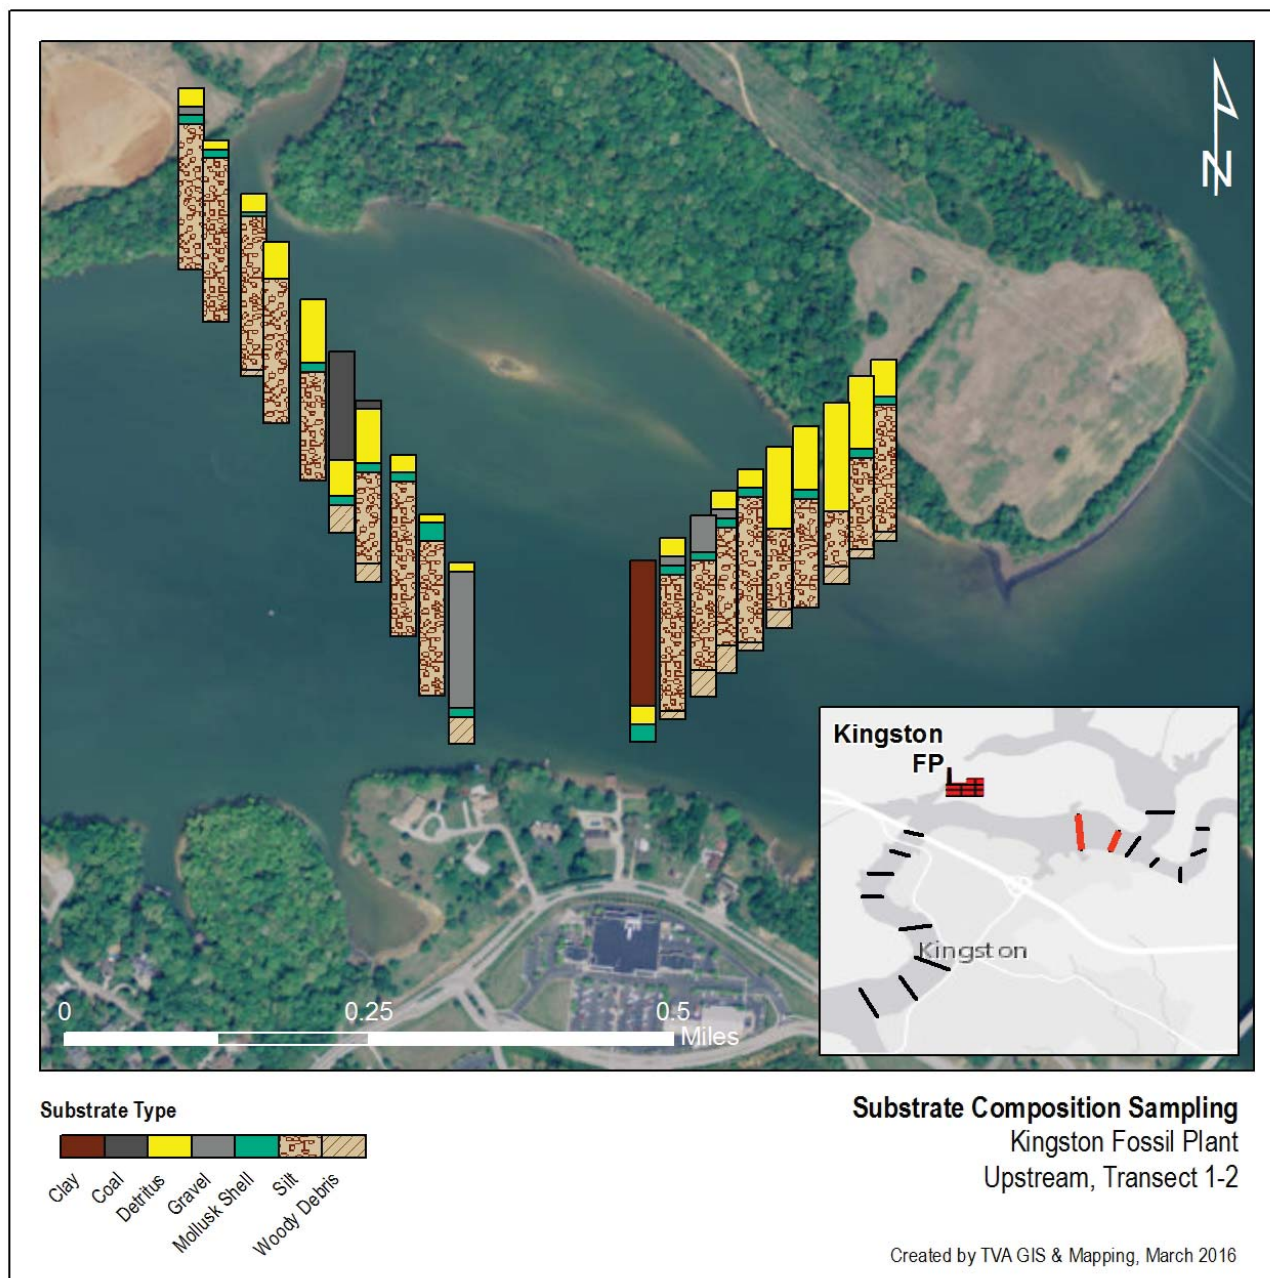 N
Kingston
FP
Kingston
0 0.25 0.5
Miles
Substrate Type
Clay
Coal
Detritus
Gravel
Mollusk Shell
Silt
Woody Debris
Substrate Composition Sampling
Kingston Fossil Plant
Upstream, Transect 1-2
Created by TVA GIS & Mapping, March 2016